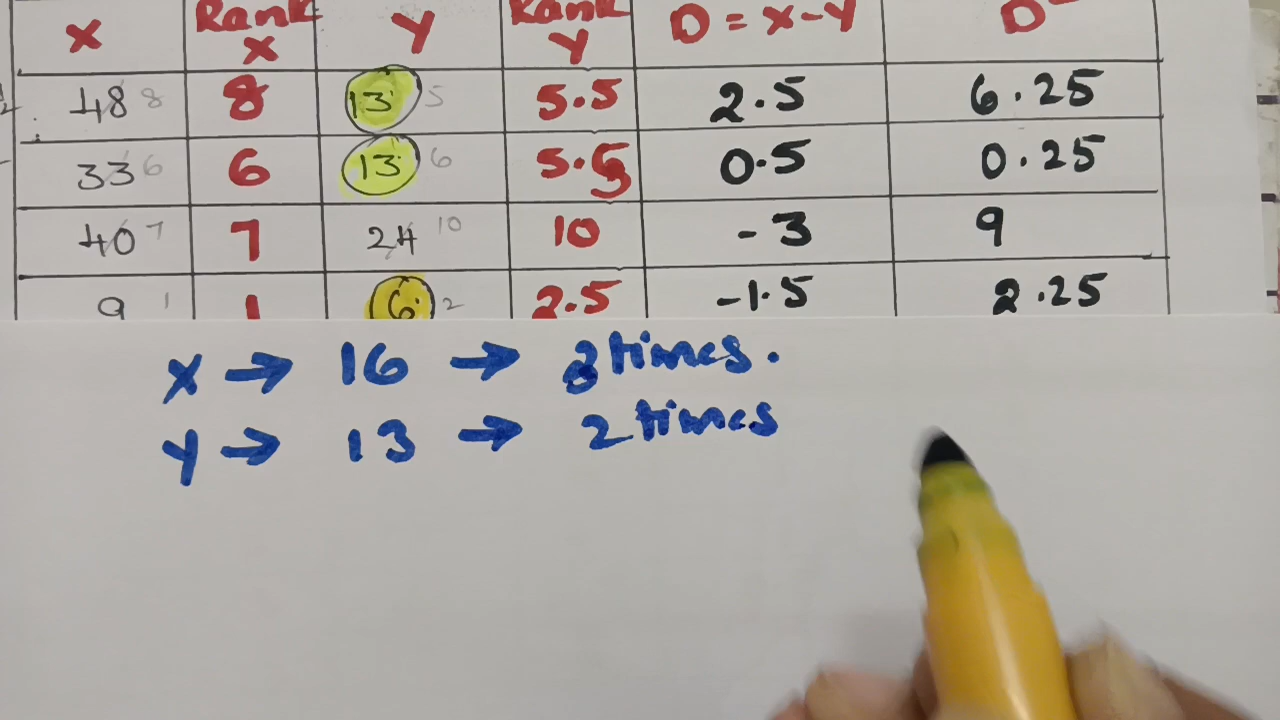 X Rank X Y Rank Y D = X-Y D²
48 8 8 13 5 5.5 2.5 6.25
33 6 6 13 6 5.5 0.5 0.25
40 7 7 24 10 10 -3 9
9 1 1 6 2 2.5 -1.5 2.25
X → 16 → 3 times.
Y → 13 → 2 times